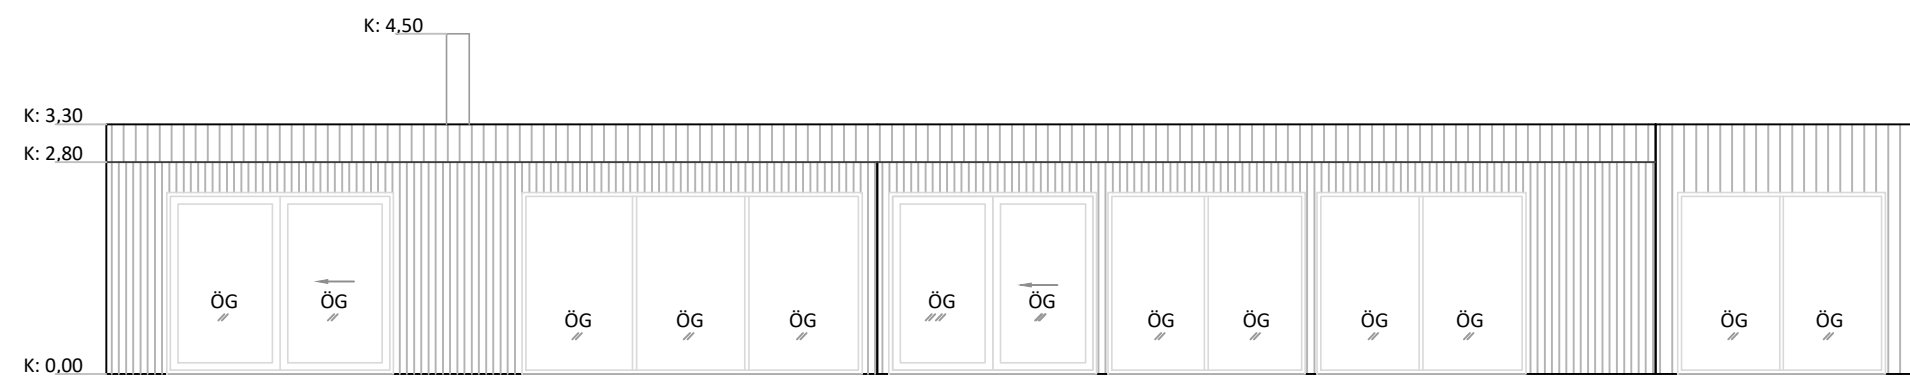 K: 4,50
K: 3,30
K: 2,80
ÖG ÖG ÖG ÖG
ÖG ÖG ÖG ÖG ÖG ÖG ÖG ÖG ÖG
K: 0,00